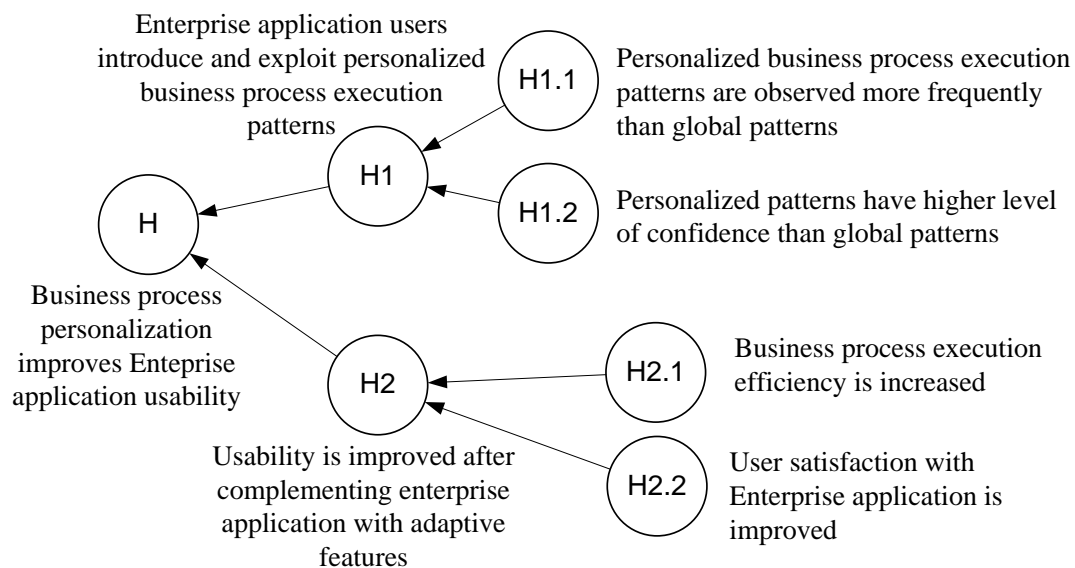 Enterprise application users
introduce and exploit personalized
business process execution
patterns
H1.1
Personalized business process execution
patterns are observed more frequently
than global patterns
H1
H1.2
Personalized patterns have higher level
of confidence than global patterns
H
Business process
personalization
improves Enteprise
application usability
H2
Usability is improved after
complementing enterprise
application with adaptive
features
H2.1
Business process execution
efficiency is increased
H2.2
User satisfaction with
Enterprise application is
improved